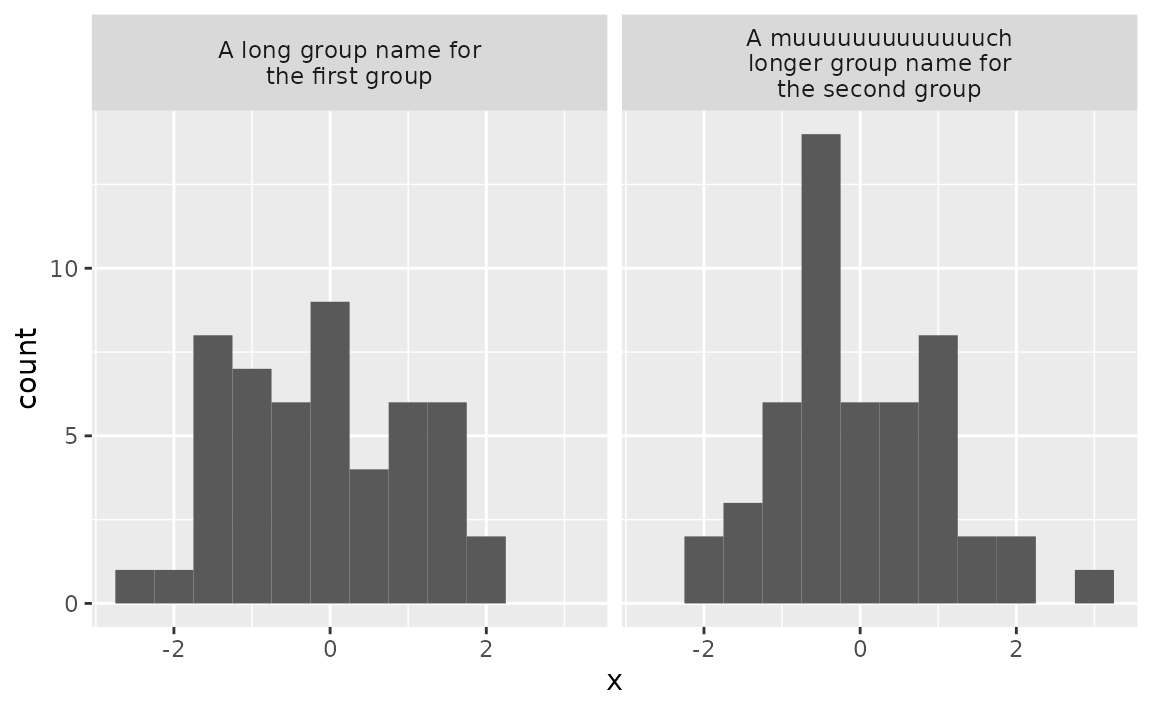 A long group name for
the first group
A muuuuuuuuuuuuuuch
longer group name for
the second group
count
10
5
0
-2
0
2
-2
0
2
x